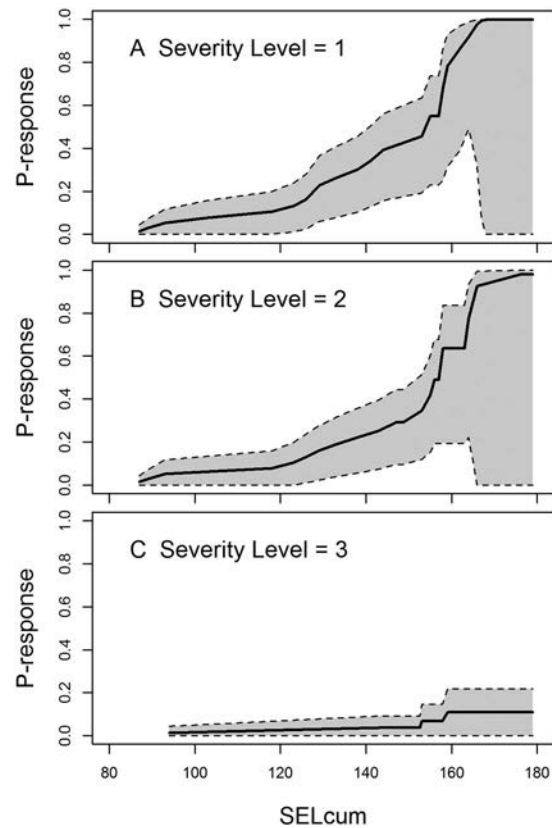 A Severity Level = 1
P-response
1.0
0.8
0.6
0.4
0.2
0.0
B Severity Level = 2
P-response
1.0
0.8
0.6
0.4
0.2
0.0
C Severity Level = 3
P-response
1.0
0.8
0.6
0.4
0.2
0.0
80 100 120 140 160 180
SELcum